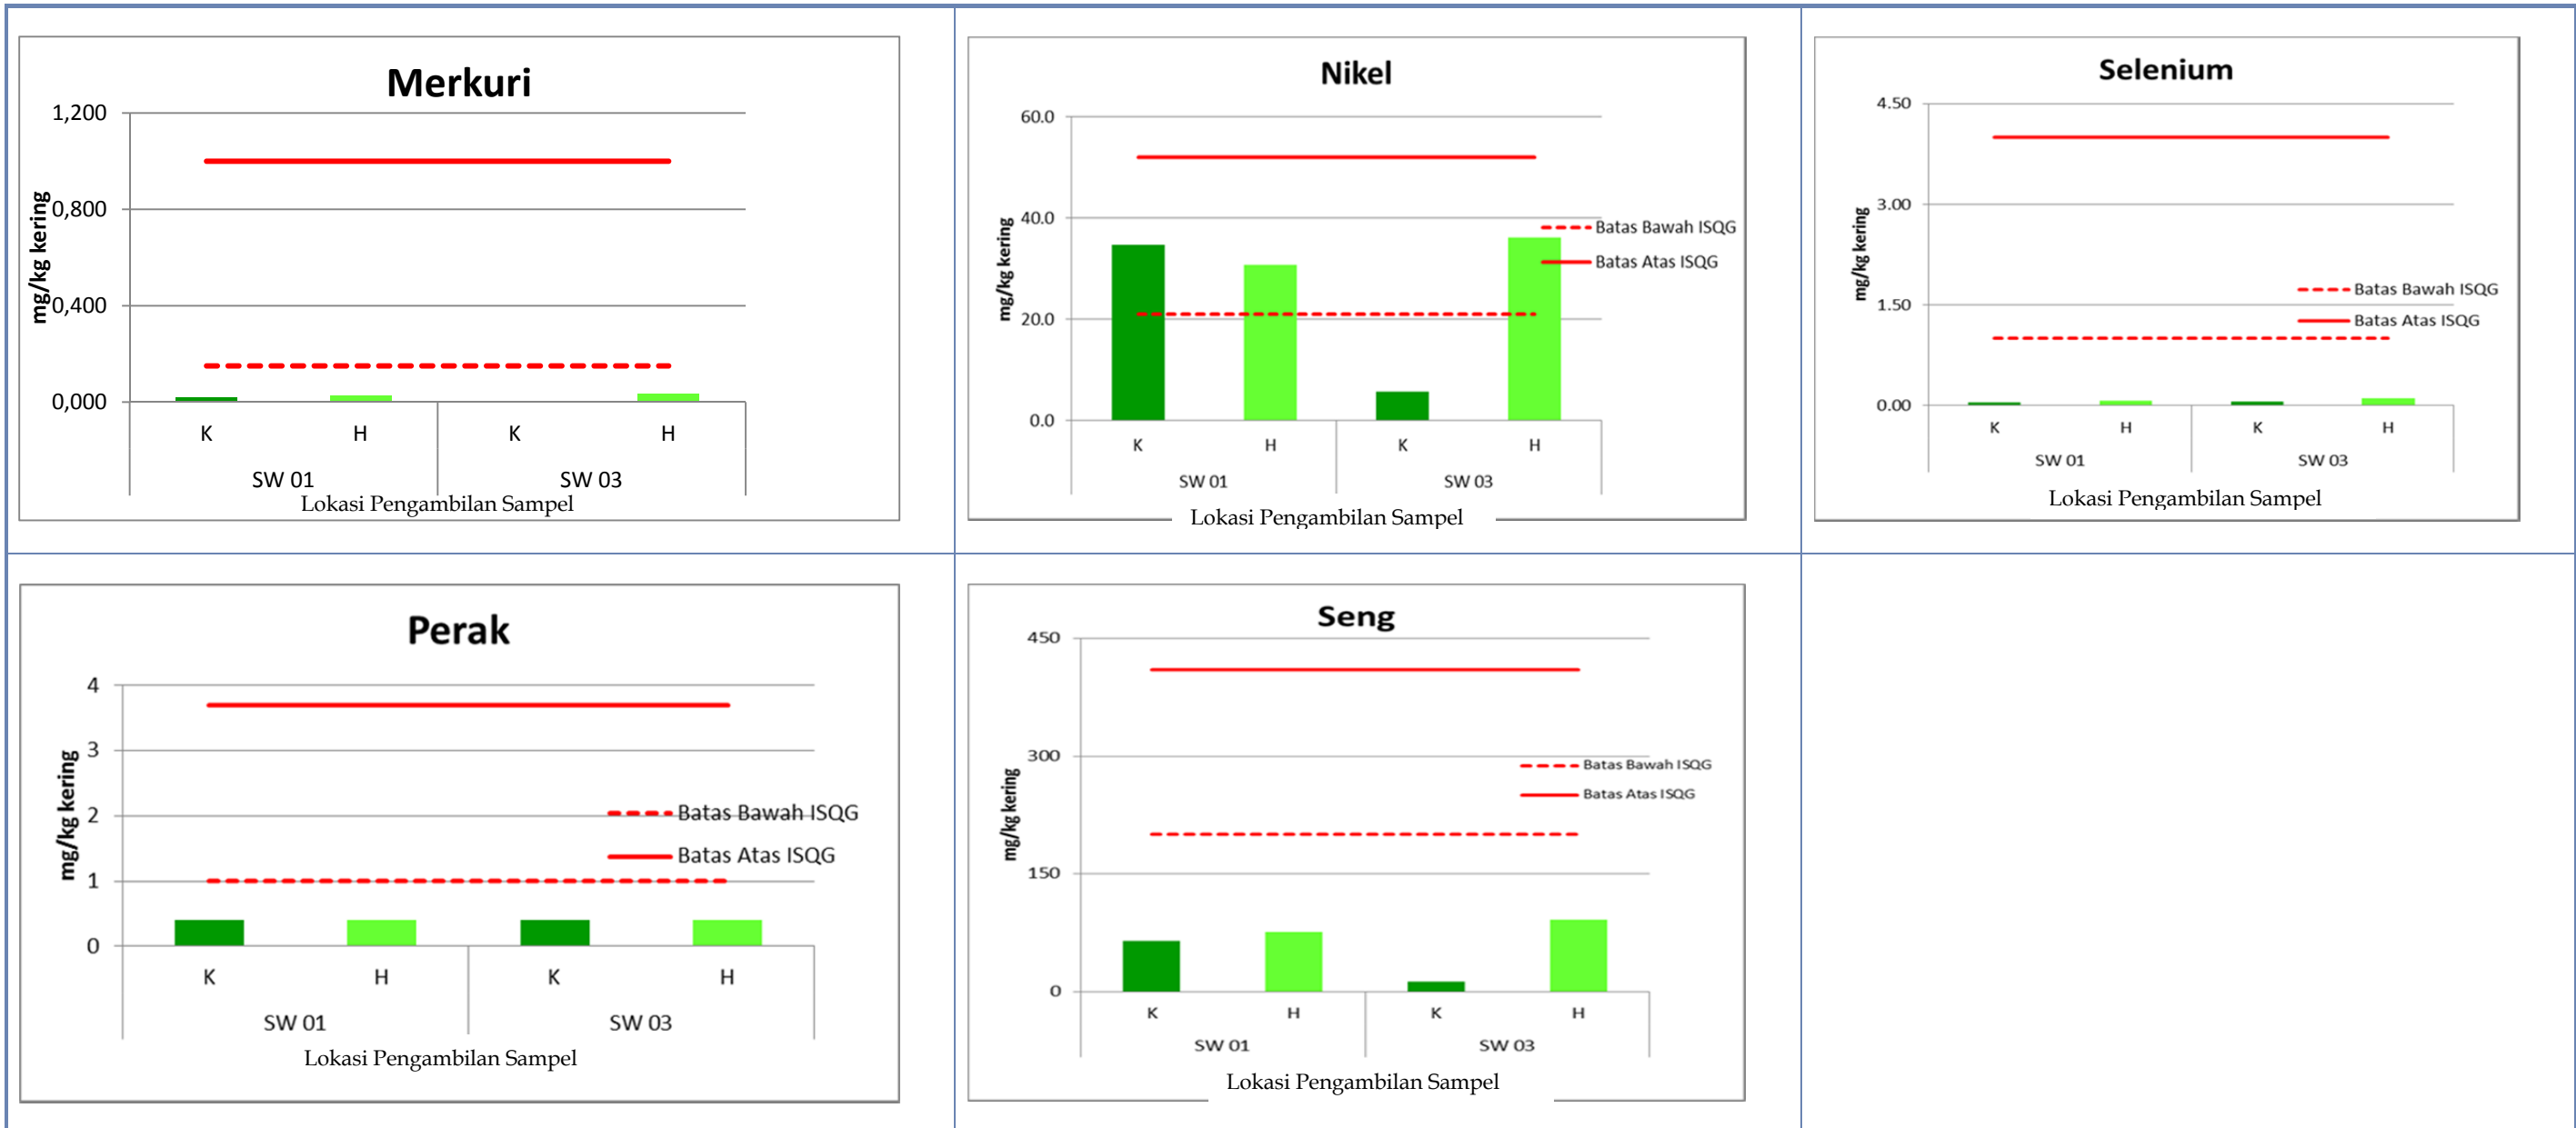 Merkuri
1,200
0,800
0,400
0,000
mg/kg kering
K H K H
SW 01 SW 03
Lokasi Pengambilan Sampel
Nikel
60.0
40.0
20.0
0.0
mg/kg kering
Batas Bawah ISQG
Batas Atas ISQG
K H K H
SW 01 SW 03
Lokasi Pengambilan Sampel
Selenium
4.50
3.00
1.50
0.00
mg/kg kering
Batas Bawah ISQG
Batas Atas ISQG
K H K H
SW 01 SW 03
Lokasi Pengambilan Sampel
Perak
4
3
2
1
0
mg/kg kering
Batas Bawah ISQG
Batas Atas ISQG
K H K H
SW 01 SW 03
Lokasi Pengambilan Sampel
Seng
450
300
150
0
mg/kg kering
Batas Bawah ISQG
Batas Atas ISQG
K H K H
SW 01 SW 03
Lokasi Pengambilan Sampel